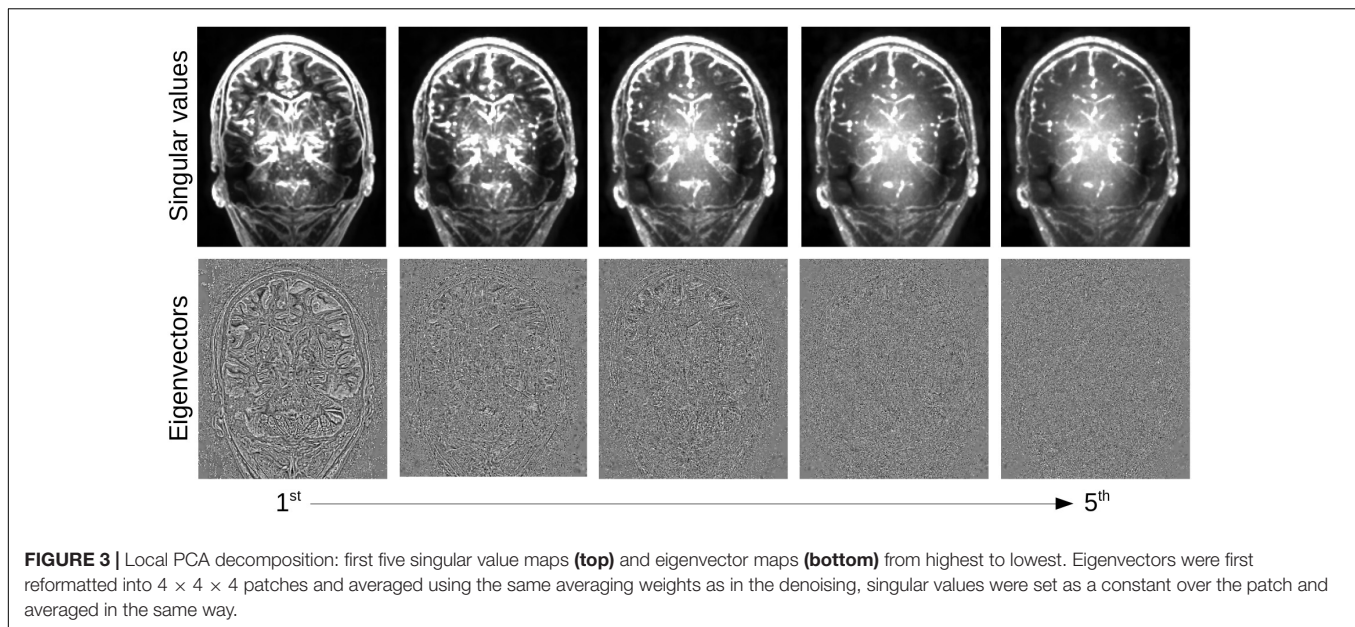 Singular values
Eigenvectors
1st
5th
FIGURE 3 | Local PCA decomposition: first five singular value maps (top) and eigenvector maps (bottom) from highest to lowest. Eigenvectors were first
reformatted into 4 × 4 × 4 patches and averaged using the same averaging weights as in the denoising, singular values were set as a constant over the patch and
averaged in the same way.